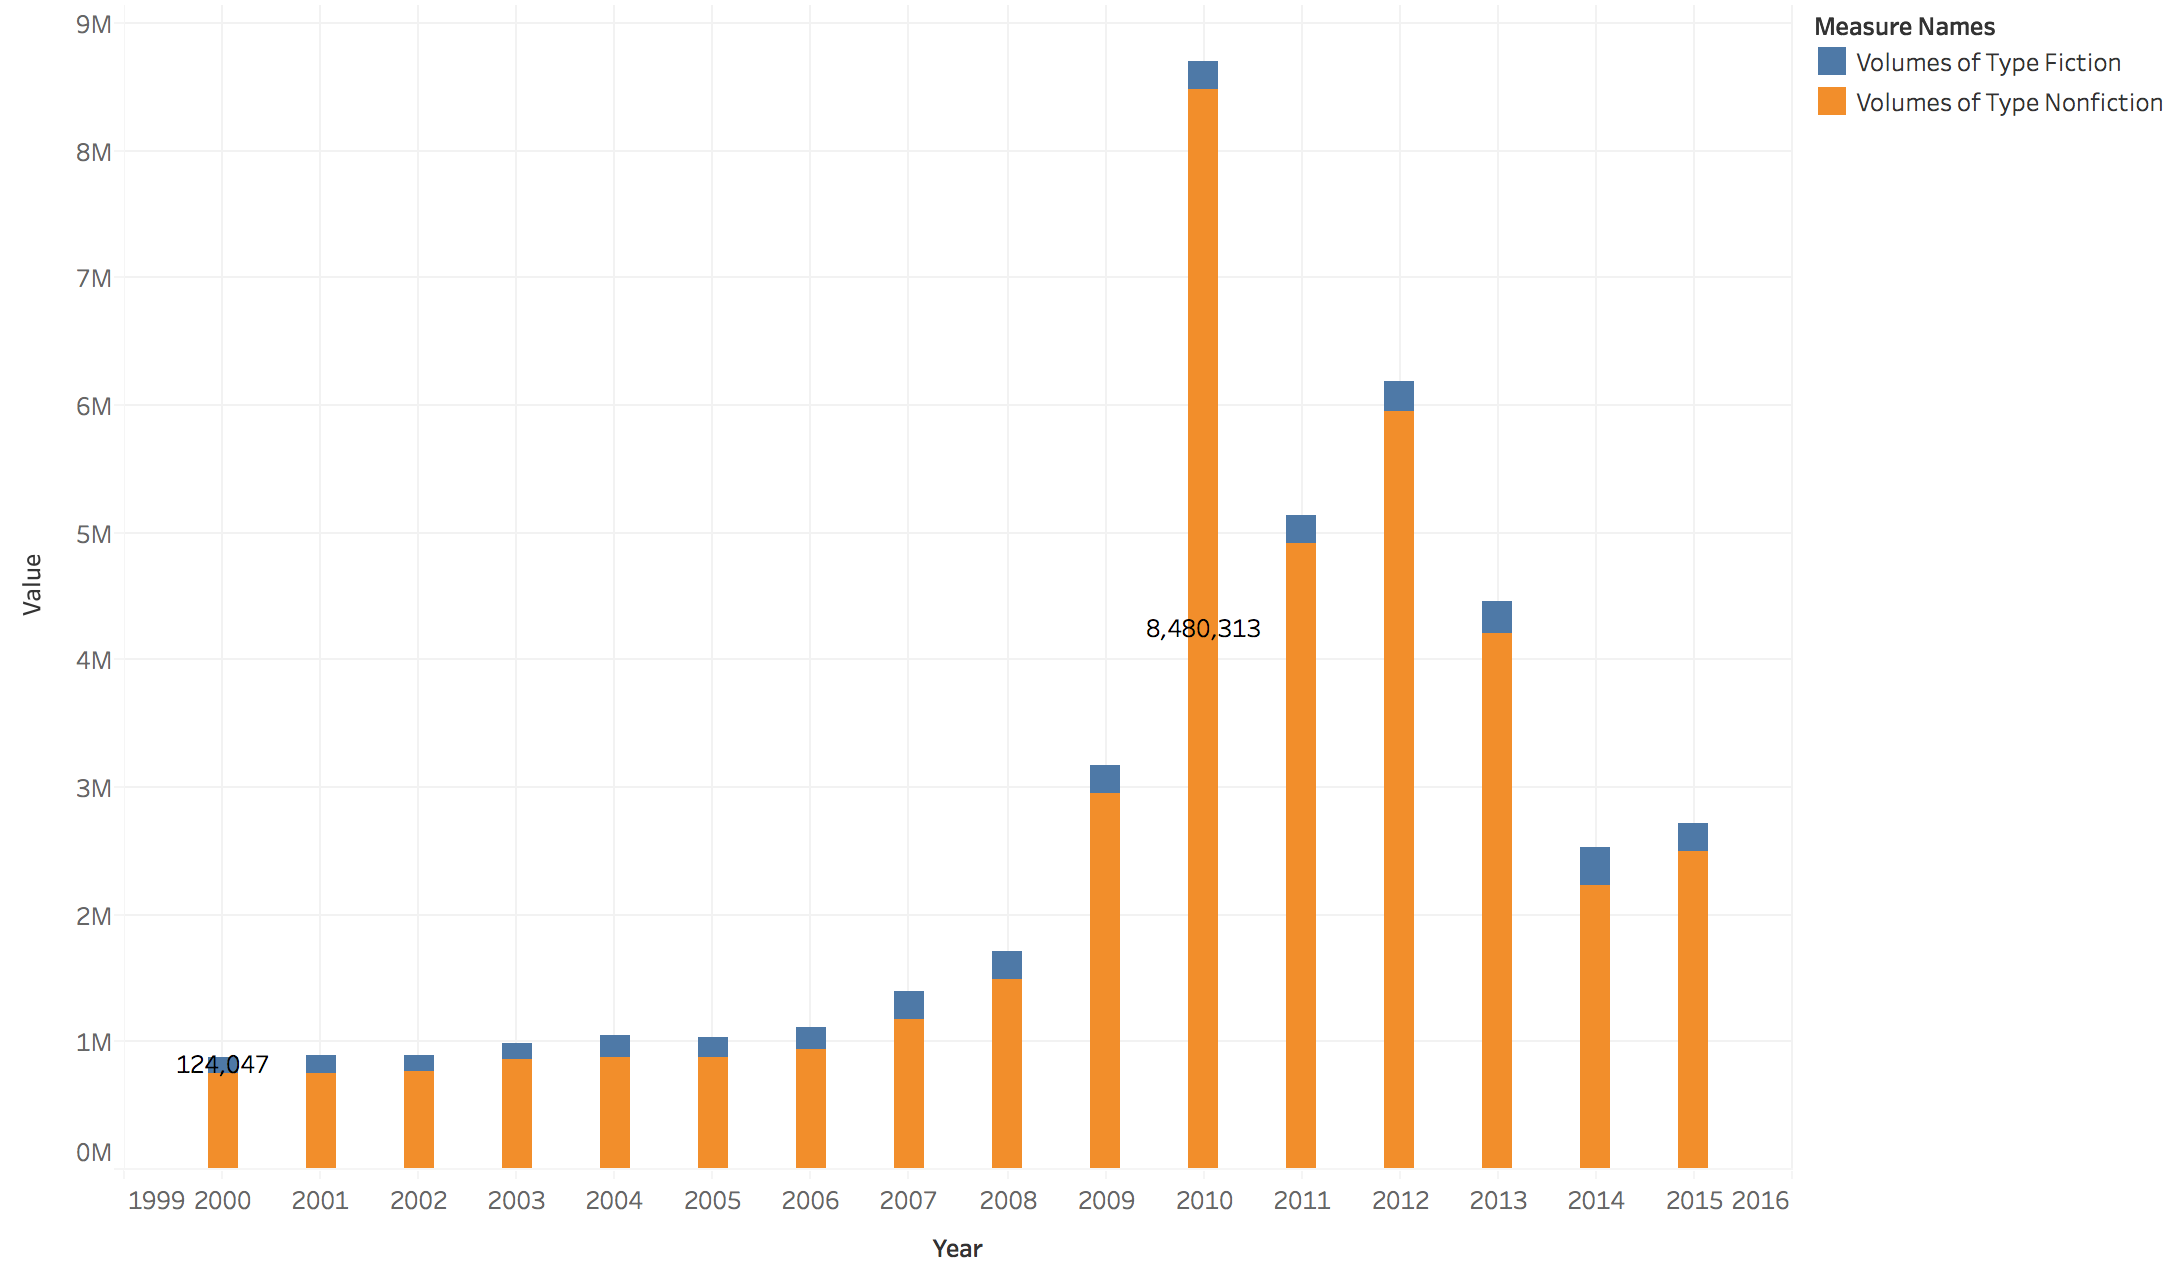 9M
8M
7M
6M
5M
4M
3M
2M
1M
0M
Value
124,047
8,480,313
1999 2000 2001 2002 2003 2004 2005 2006 2007 2008 2009 2010 2011 2012 2013 2014 2015 2016
Year
Measure Names
Volumes of Type Fiction
Volumes of Type Nonfiction